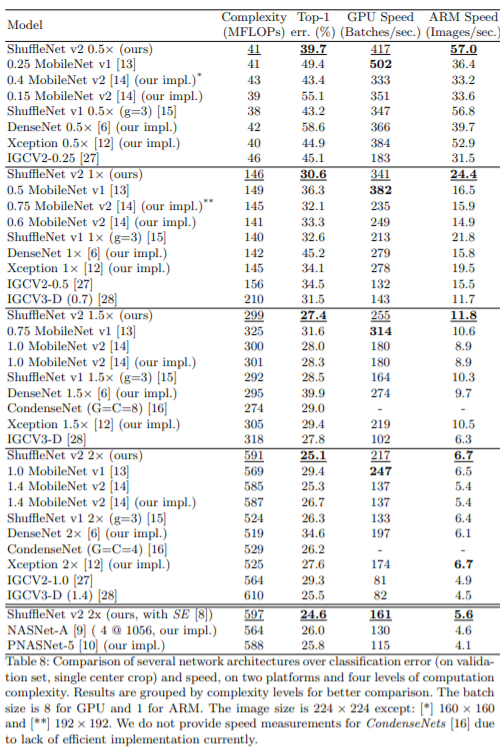 Model Complexity (MFLOPs) Top-1 err. (%) GPU Speed (Batches/sec.) ARM Speed (Images/sec.)
ShuffleNet v2 0.5× (ours) 41 39.7 417 57.0
0.25 MobileNet v1 [13] 41 49.4 502 36.4
0.4 MobileNet v2 [14] (our impl.)* 43 43.4 333 33.2
0.15 MobileNet v2 [14] (our impl.) 39 55.1 351 33.6
ShuffleNet v1 0.5× (g=3) [15] 38 43.2 347 56.8
DenseNet 0.5× [6] (our impl.) 42 58.6 366 39.7
Xception 0.5× [12] (our impl.) 40 44.9 384 52.9
IGCV2-0.25 [27] 46 45.1 183 31.5
ShuffleNet v2 1× (ours) 146 30.6 341 24.4
0.5 MobileNet v1 [13] 149 36.3 382 16.5
0.75 MobileNet v2 [14] (our impl.)** 145 32.1 235 15.9
0.6 MobileNet v2 [14] (our impl.) 141 33.3 249 14.9
ShuffleNet v1 1× (g=3) [15] 140 32.6 213 21.8
DenseNet 1× [6] (our impl.) 142 45.2 279 15.8
Xception 1× [12] (our impl.) 145 34.1 278 19.5
IGCV2-0.5 [27] 156 34.5 132 15.5
IGCV3-D (0.7) [28] 210 31.5 143 11.7
ShuffleNet v2 1.5× (ours) 299 27.4 255 11.8
0.75 MobileNet v1 [13] 325 31.6 314 10.6
1.0 MobileNet v2 [14] 300 28.0 180 8.9
1.0 MobileNet v2 [14] (our impl.) 301 28.3 180 8.9
ShuffleNet v1 1.5× (g=3) [15] 292 28.5 164 10.3
DenseNet 1.5× [6] (our impl.) 295 39.9 274 9.7
CondenseNet (G=C=8) [16] 274 29.0 - -
Xception 1.5× [12] (our impl.) 305 29.4 219 10.5
IGCV3-D [28] 318 27.8 102 6.3
ShuffleNet v2 2× (ours) 591 25.1 217 6.7
1.0 MobileNet v1 [13] 569 29.4 247 6.5
1.4 MobileNet v2 [14] 585 25.3 137 5.4
1.4 MobileNet v2 [14] (our impl.) 587 26.7 137 5.4
ShuffleNet v1 2× (g=3) [15] 524 26.3 133 6.4
DenseNet 2× [6] (our impl.) 519 34.6 197 6.1
CondenseNet (G=C=4) [16] 529 26.2 - -
Xception 2× [12] (our impl.) 525 27.6 174 6.7
IGCV2-1.0 [27] 564 29.3 81 4.9
IGCV3-D (1.4) [28] 610 25.5 82 4.5
ShuffleNet v2 2x (ours, with SE [8]) 597 24.6 161 5.6
NASNet-A [9] ( 4 @ 1056, our impl.) 564 26.0 130 4.6
PNASNet-5 [10] (our impl.) 588 25.8 115 4.1
Table 8: Comparison of several network architectures over classification error (on valida-
tion set, single center crop) and speed, on two platforms and four levels of computation
complexity. Results are grouped by complexity levels for better comparison. The batch
size is 8 for GPU and 1 for ARM. The image size is 224 × 224 except: [*] 160 × 160
and [**] 192 × 192. We do not provide speed measurements for CondenseNets [16] due
to lack of efficient implementation currently.